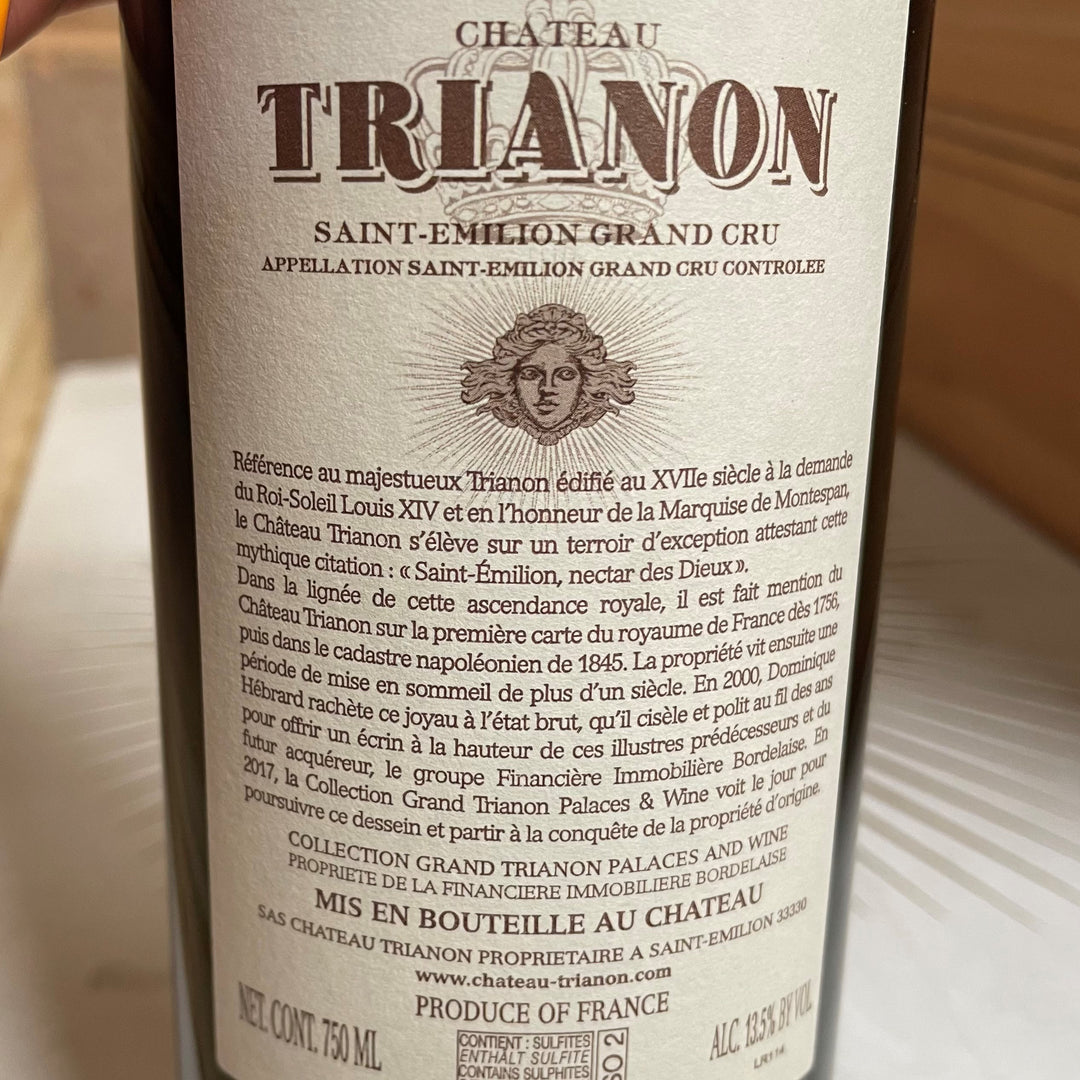 CHATEAU
TRIANON
SAINT-EMILION GRAND CRU
APPELLATION SAINT-EMILION GRAND CRU CONTROLEE
Référence au majestueux Trianon édifié au XVIIe siècle à la demande
du Roi-Soleil Louis XIV et en l'honneur de la Marquise de Montespan,
le Château Trianon s'élève sur un terroir d'exception attestant cette
mythique citation : « Saint-Émilion, nectar des Dieux ».
Dans la lignée de cette ascendance royale, il est fait mention du
Château Trianon sur la première carte du royaume de France dès 1756,
puis dans le cadastre napoléonien de 1845. La propriété vit ensuite une
période de mise en sommeil de plus d'un siècle. En 2000, Dominique
Hébrard rachète ce joyau à l'état brut, qu'il cisèle et polit au fil des ans
pour offrir un écrin à la hauteur de ces illustres prédécesseurs et du
futur acquéreur, le groupe Financière Immobilière Bordelaise. En
2017, la Collection Grand Trianon Palaces & Wine voit le jour pour
poursuivre ce dessein et partir à la conquête de la propriété d'origine.
COLLECTION GRAND TRIANON PALACES AND WINE
PROPRIETE DE LA FINANCIERE IMMOBILIERE BORDELAISE
MIS EN BOUTEILLE AU CHATEAU
SAS CHATEAU TRIANON PROPRIETAIRE A SAINT-EMILION 33330
www.chateau-trianon.com
PRODUCE OF FRANCE
NET. CONT. 750 ML
ALC. 13.5% BY VOL
CONTIENT : SULFITES
ENTHÄLT SULFITE
CONTAINS SULPHITES
SO 2